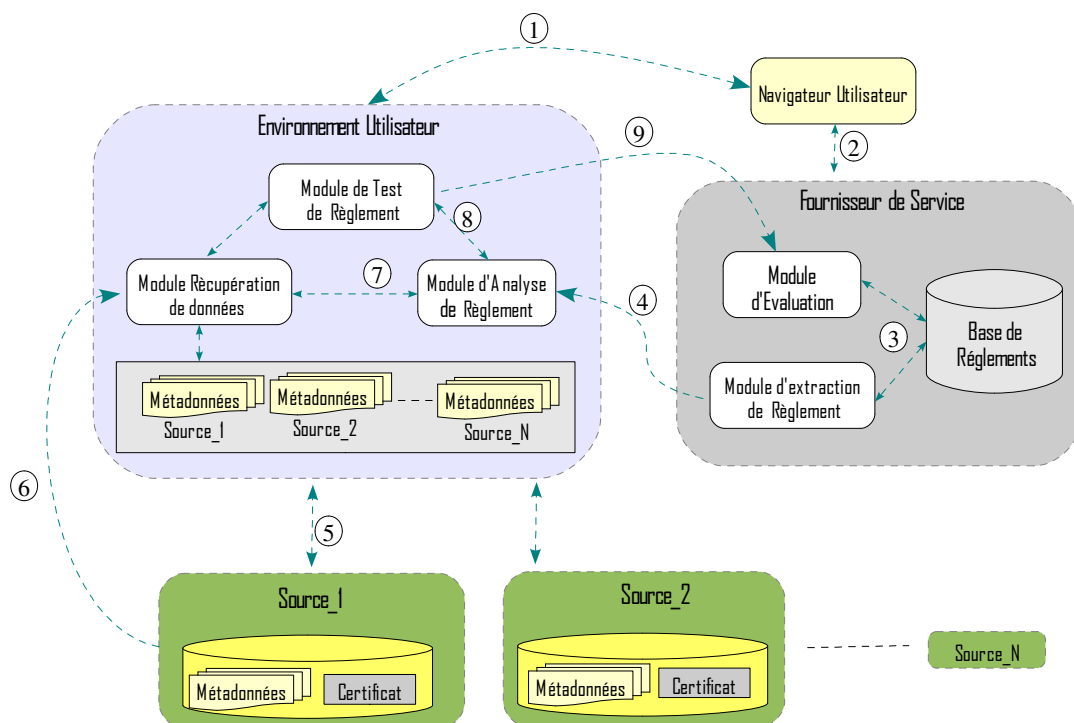 1
Navigateur Utilisateur
2
Environnement Utilisateur
9
Fournisseur de Service
Module de Test
de Règlement
8
Module Rècupération
de données
7
Module d'Analyse
de Règlement
4
Module
d'Evaluation
3
Base de
Réglements
Module d'extraction
de Règlement
Métadonnées
Source_1
Métadonnées
Source_2
Métadonnées
Source_N
6
5
Source_1
Métadonnées
Certificat
Source_2
Métadonnées
Certificat
Source_N